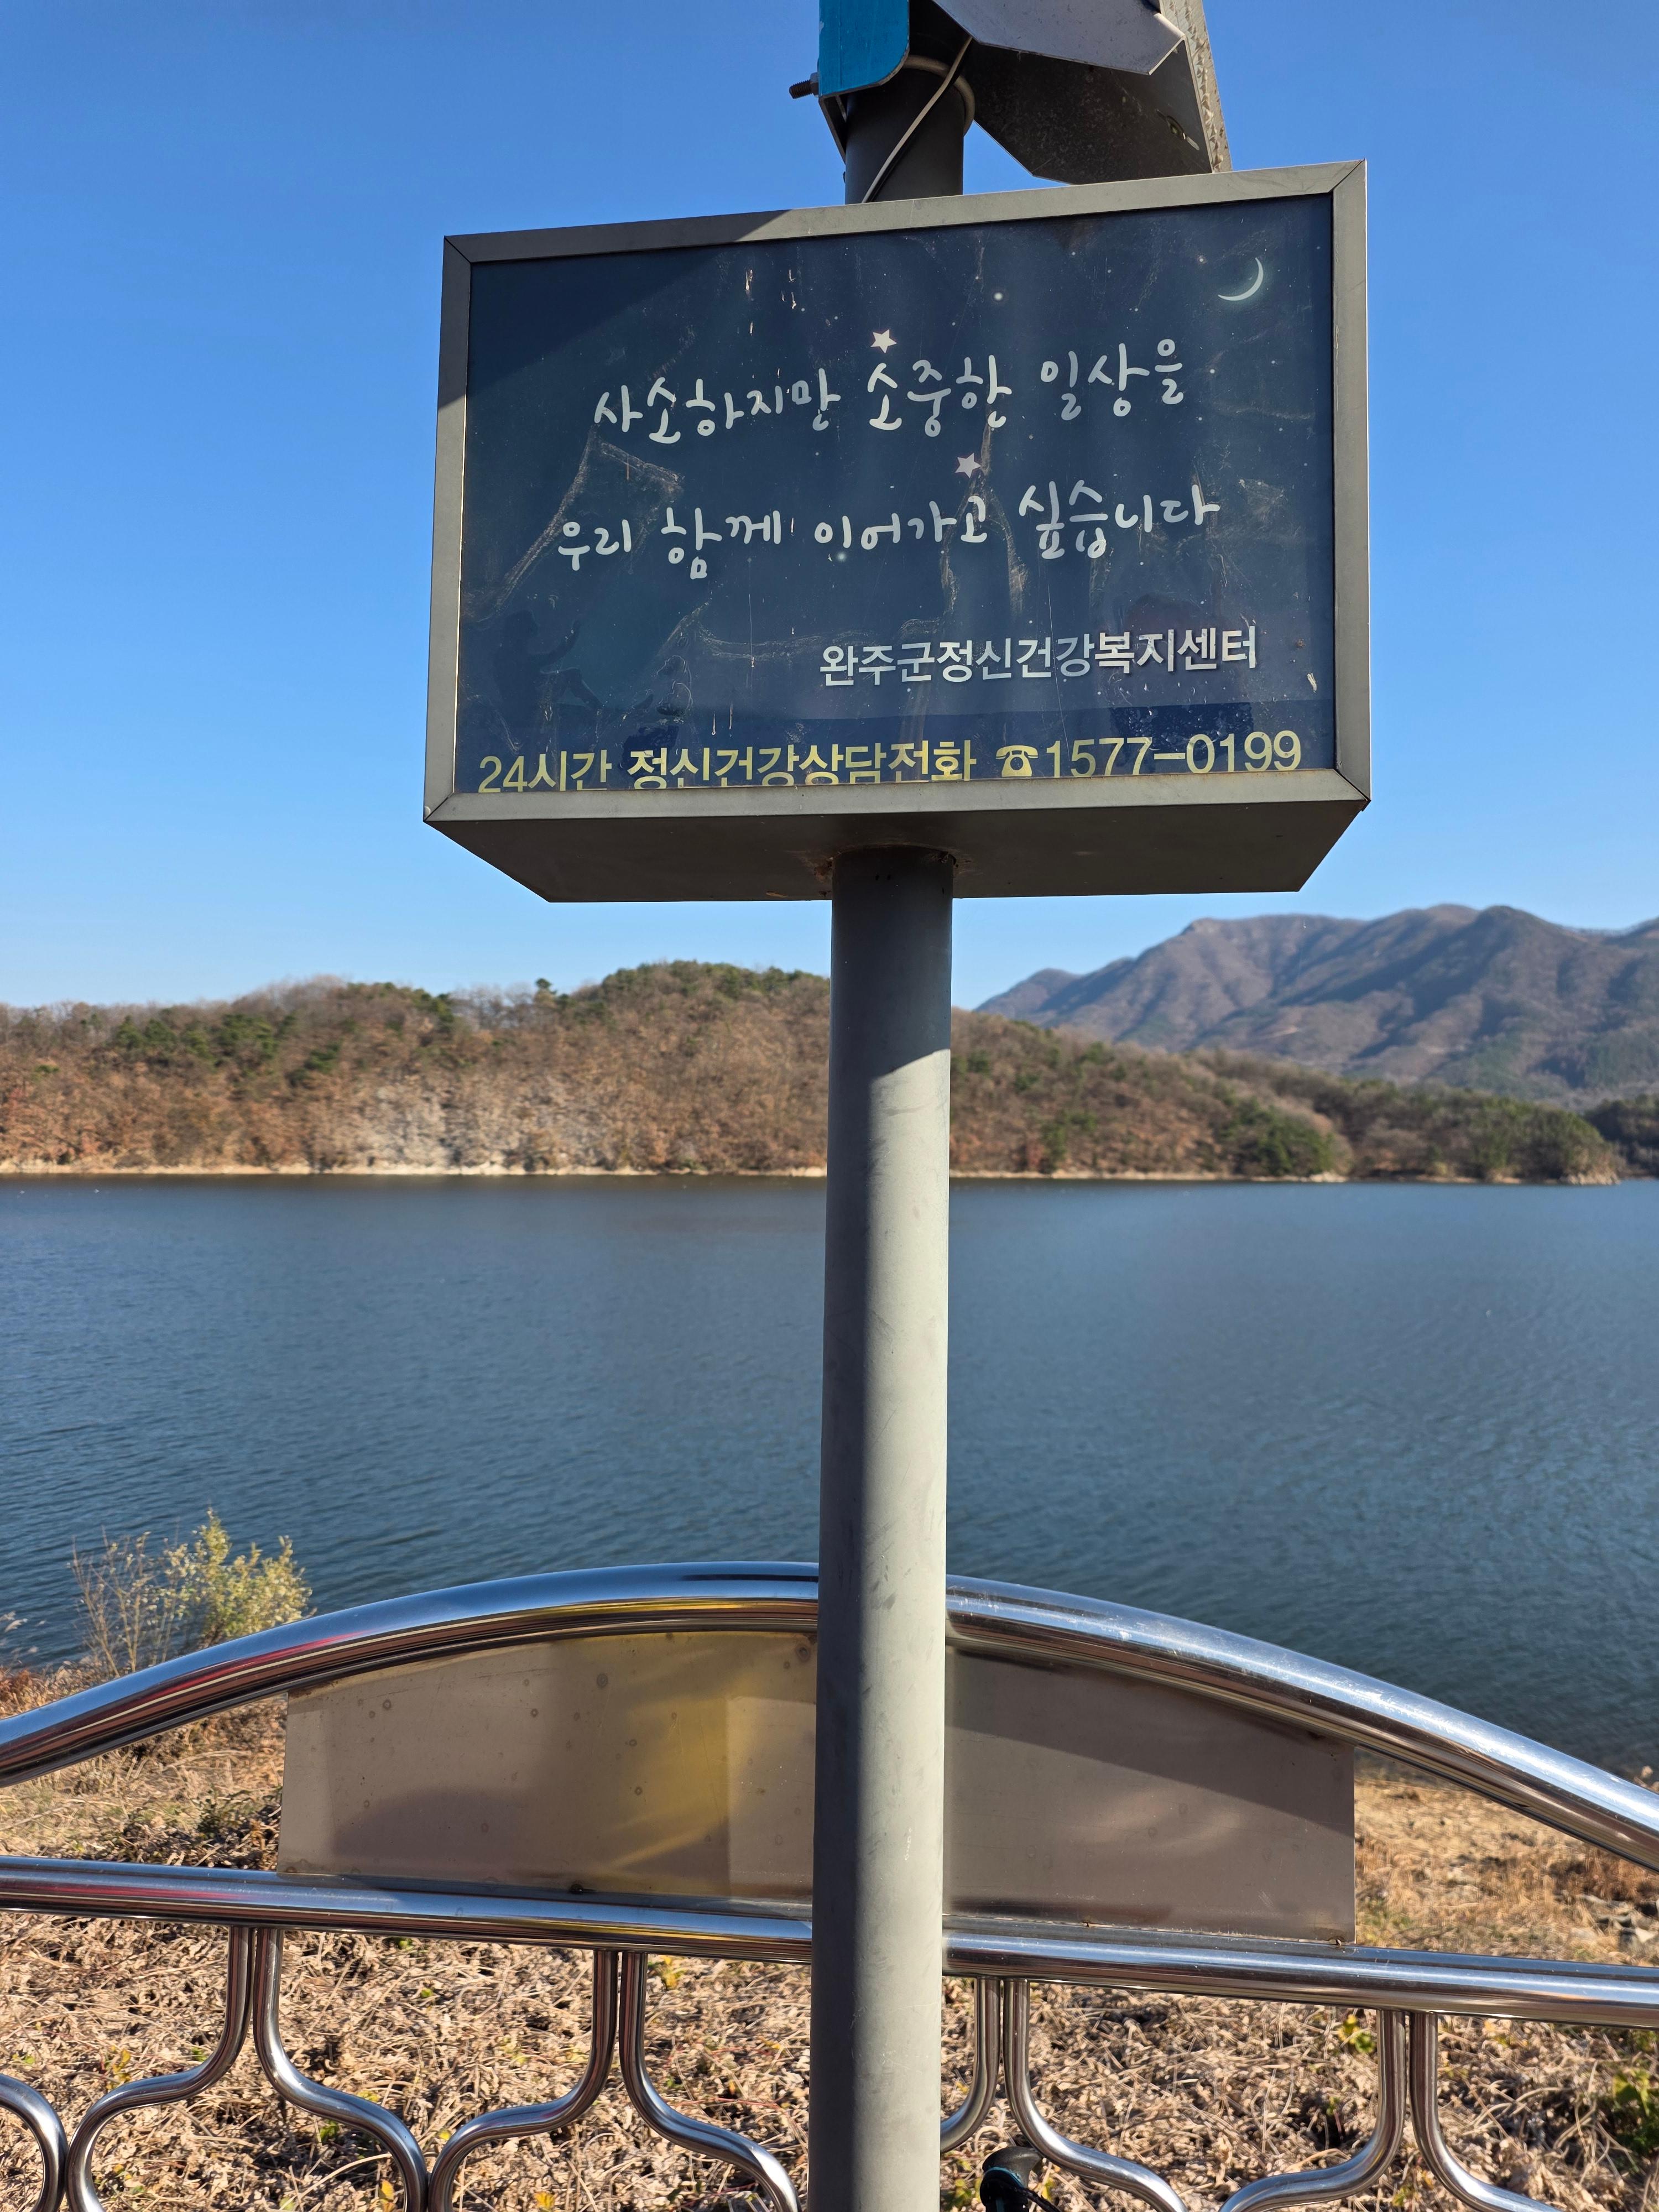 사소하지만 소중한 일상을
우리 함께 이어가고 싶습니다
완주군정신건강복지센터
24시간 정신건강상담전화 ☎1577-0199